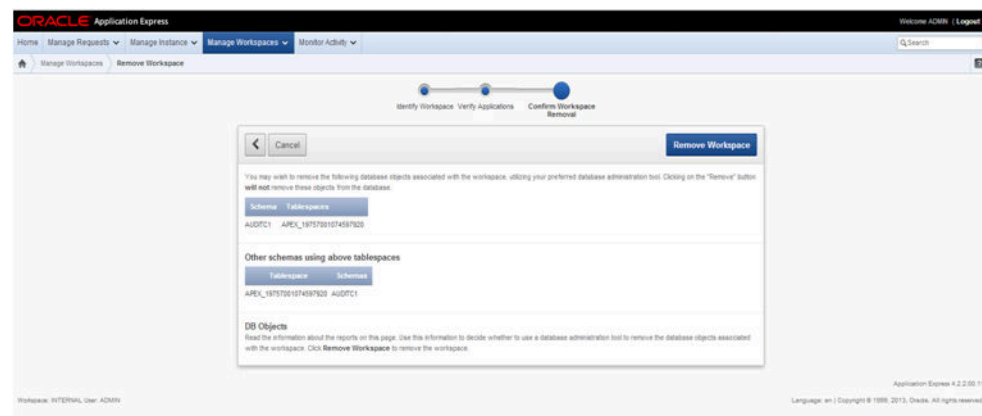 ORACLE Application Express
Welcome ADMIN ( Logout
Home Manage Requests Manage Instance Manage Workspaces Monitor Activity
Search
Manage Workspaces Remove Workspace
Identify Workspace Verify Applications Confirm Workspace
Removal
Cancel
Remove Workspace
You may wish to remove the following database objects associated with the workspace, utilizing your preferred database administration tool. Clicking on the "Remove" button
will not remove these objects from the database.
Schema Tablespaces
AUDITC1 APEX_19757001074597920
Other schemas using above tablespaces
Tablespace Schemas
APEX_19757001074597920 AUDITC1
DB Objects
Read the information about the reports on this page. Use this information to decide whether to use a database administration tool to remove the database objects associated
with the workspace. Click Remove Workspace to remove the workspace.
Application Express 4.2.2.00.1
Workspace: INTERNAL User: ADMIN
Language: en | Copyright © 1999, 2013, Oracle. All rights reserved